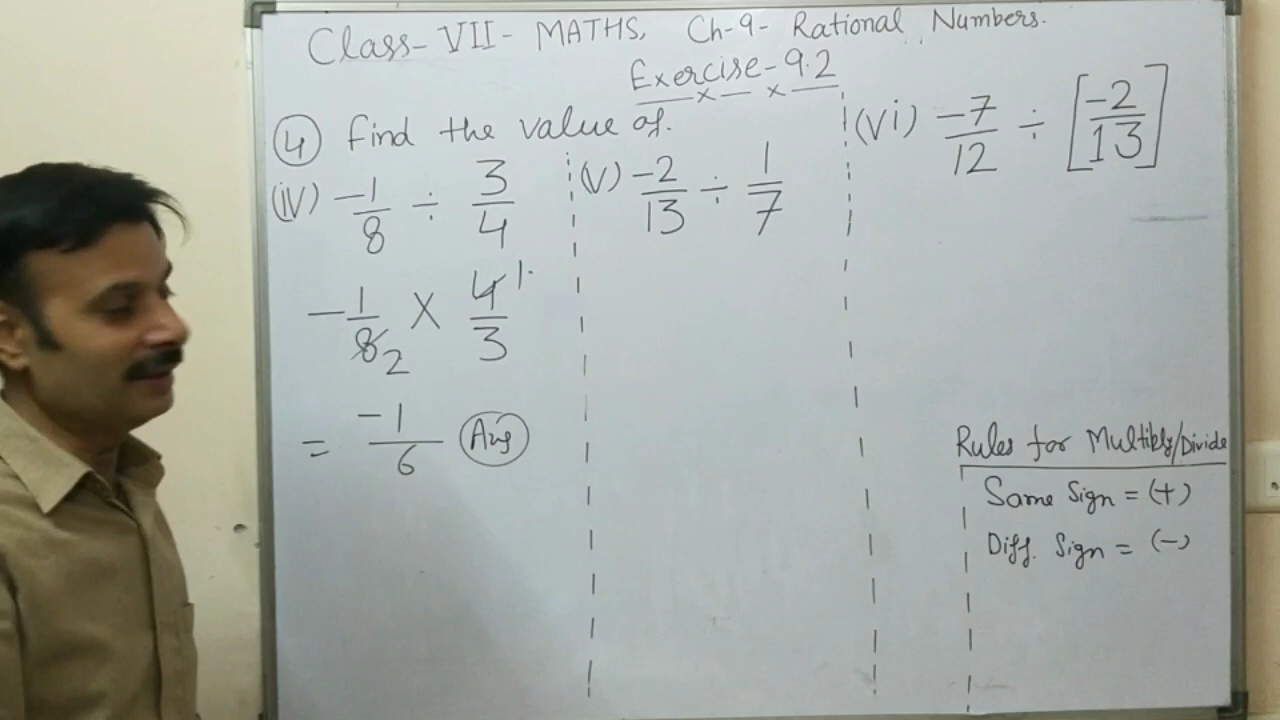 Class-VII- MATHS, Ch-9- Rational Numbers.
Exercise-9.2
④ find the value of.
(iv) -1/8 ÷ 3/4
-1/8 2 × 4 1/3
= -1/6 Ans
(v) -2/13 ÷ 1/7
(vi) -7/12 ÷ [-2/13]
Rules for Multibly/Divide
Same Sign = (+)
Diff. Sign = (-)